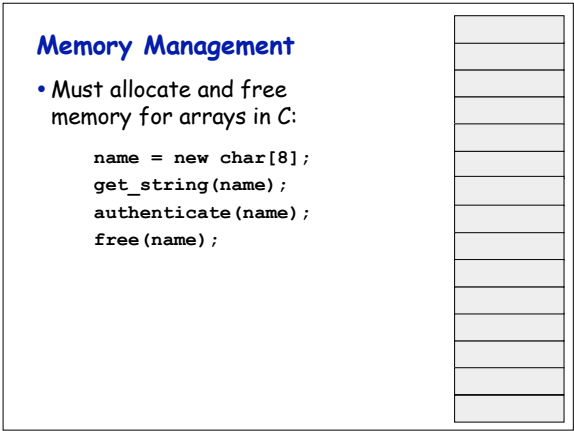 Memory Management
• Must allocate and free
memory for arrays in C:
name = new char[8];
get_string(name);
authenticate(name);
free(name);